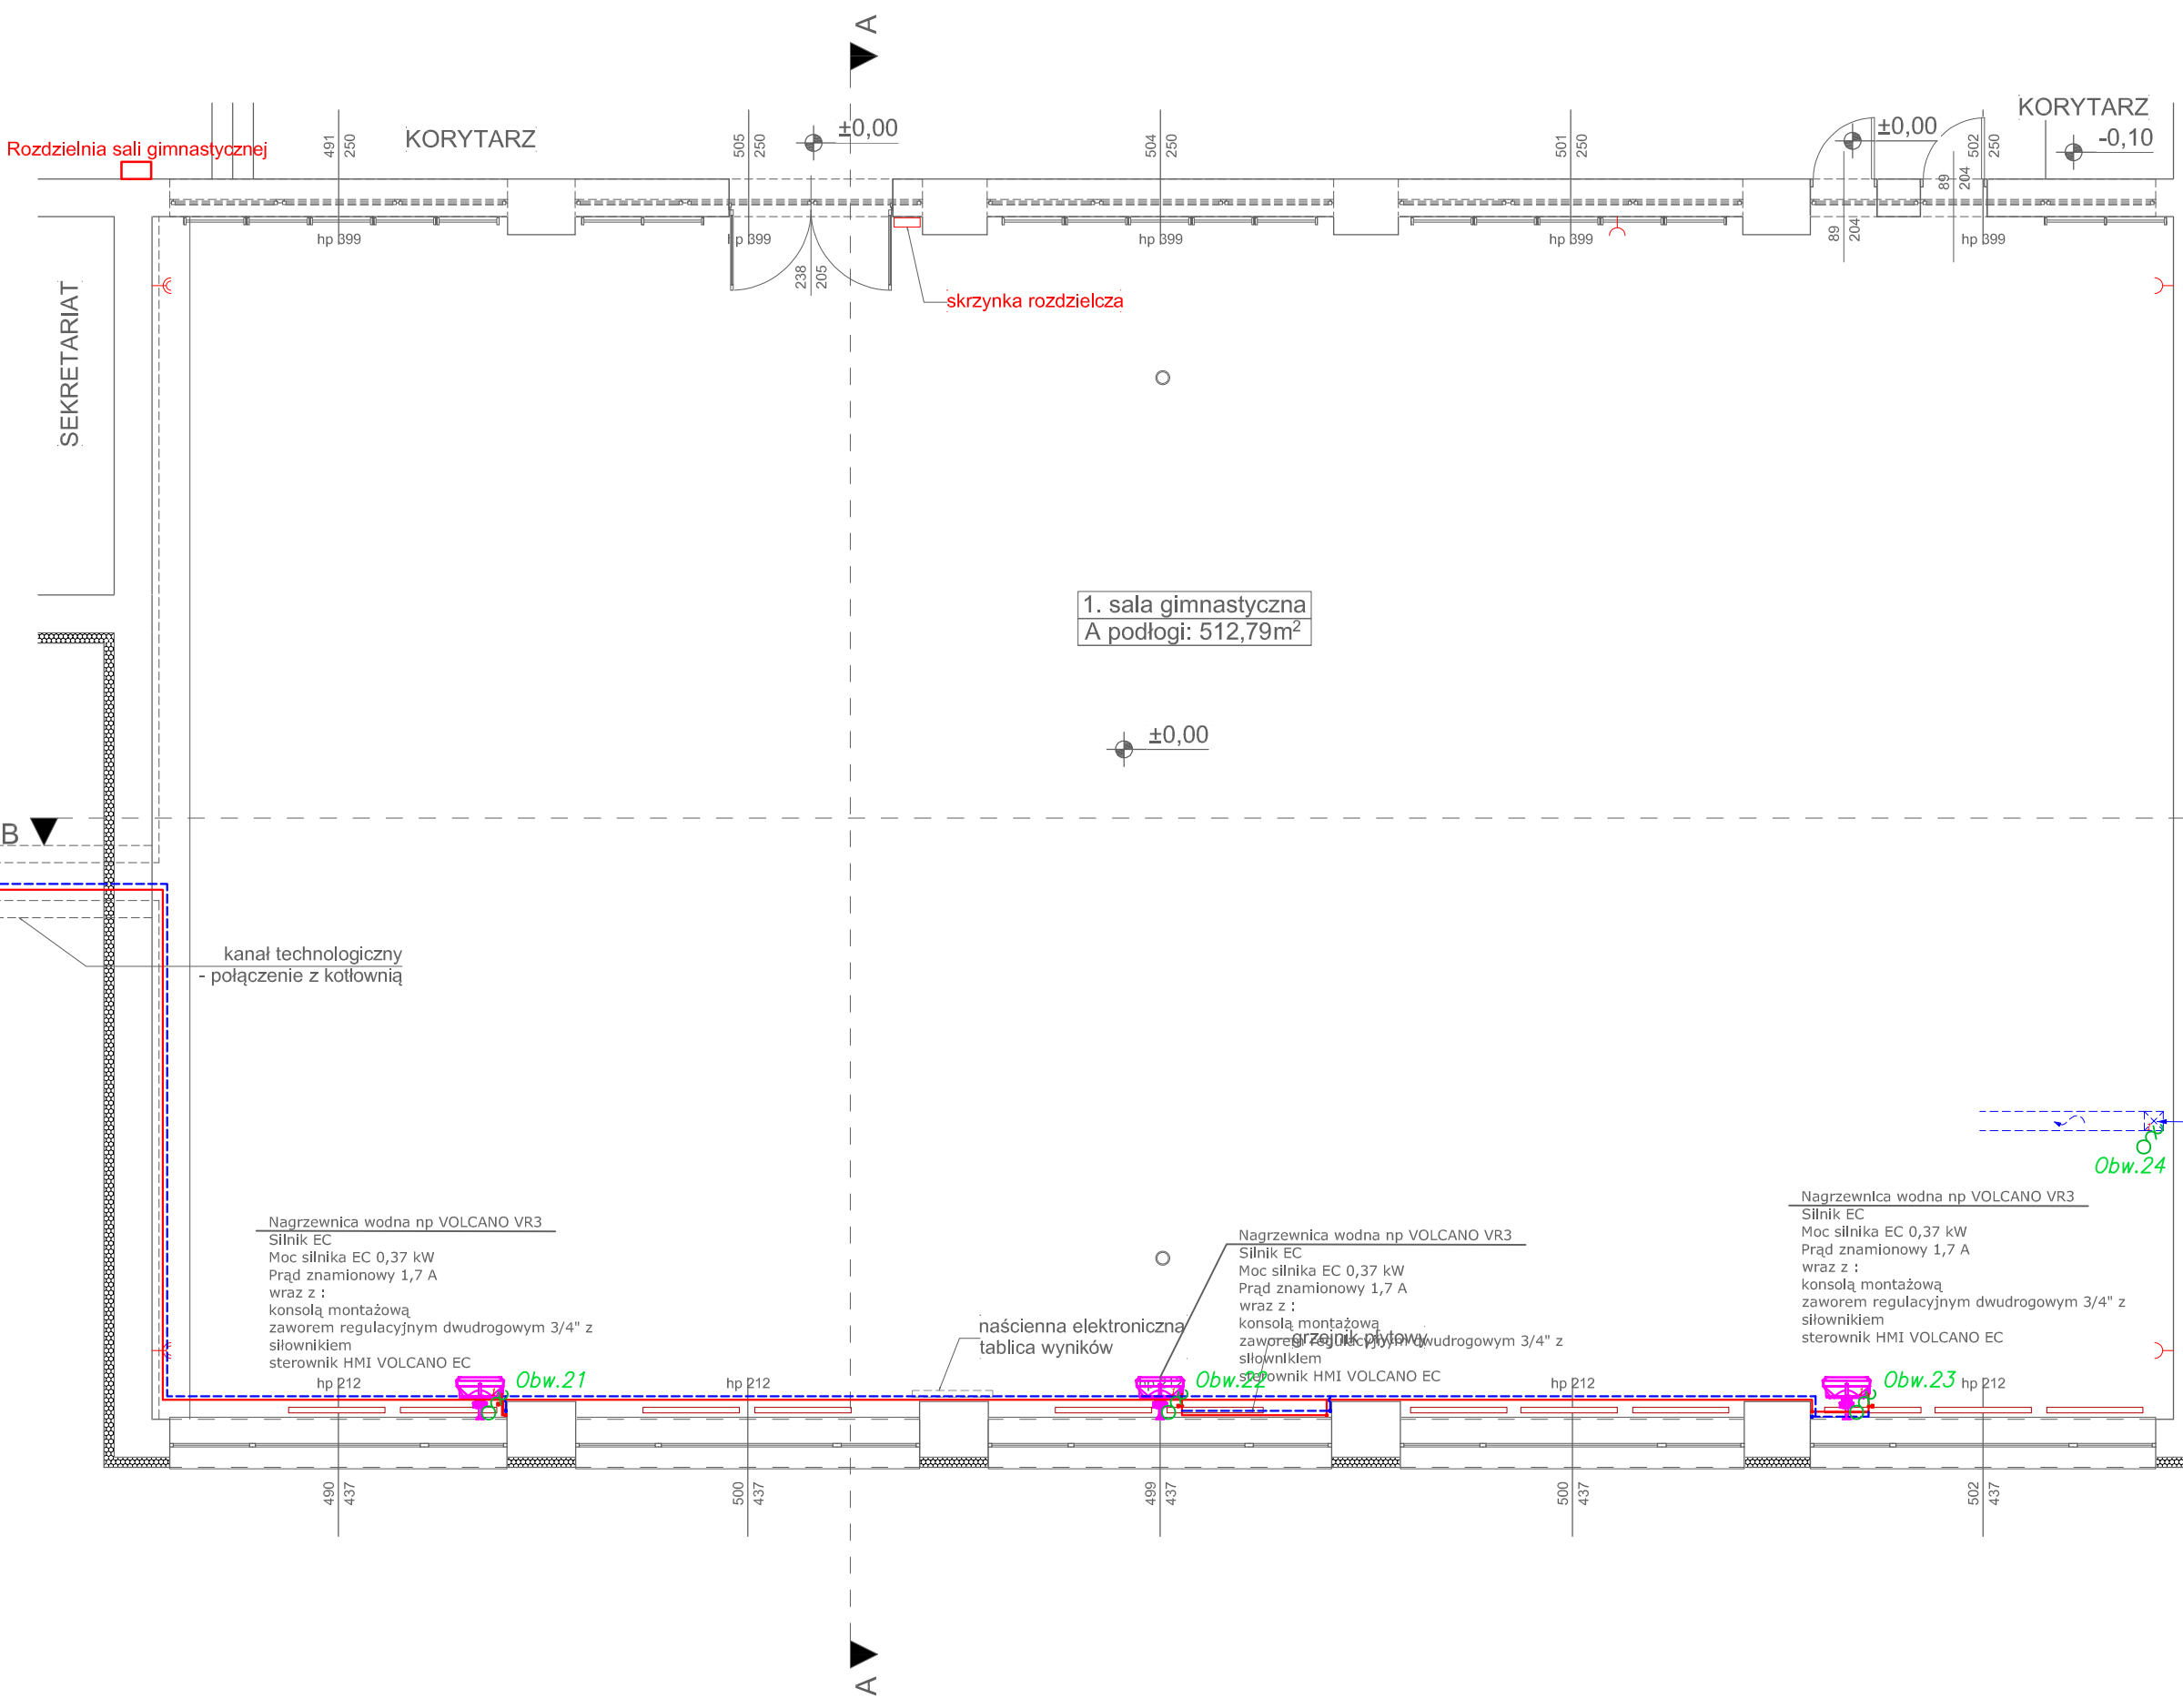 A
KORYTARZ
KORYTARZ
Rozdzielnia sali gimnastycznej
±0,00
±0,00
-0,10
491
250
505
250
504
250
501
250
502
250
89
204
89
204
hp 399
hp 399
hp 399
hp 399
hp 399
238
205
skrzynka rozdzielcza
SEKRETARIAT
1. sala gimnastyczna
A podłogi: 512,79m²
±0,00
B
kanał technologiczny
- połączenie z kotłownią
Obw.24
Nagrzewnica wodna np VOLCANO VR3
Silnik EC
Moc silnika EC 0,37 kW
Prąd znamionowy 1,7 A
wraz z :
konsolą montażową
zaworem regulacyjnym dwudrogowym 3/4" z
siłownikiem
sterownik HMI VOLCANO EC
naścienna elektroniczna
tablica wyników
Nagrzewnica wodna np VOLCANO VR3
Silnik EC
Moc silnika EC 0,37 kW
Prąd znamionowy 1,7 A
wraz z :
konsolą montażową
zaworem regulacyjnym dwudrogowym 3/4" z
siłownikiem
sterownik HMI VOLCANO EC
grzejnik płytowy
Nagrzewnica wodna np VOLCANO VR3
Silnik EC
Moc silnika EC 0,37 kW
Prąd znamionowy 1,7 A
wraz z :
konsolą montażową
zaworem regulacyjnym dwudrogowym 3/4" z
siłownikiem
sterownik HMI VOLCANO EC
hp 212
Obw.21
hp 212
Obw.22
hp 212
Obw.23
hp 212
490
437
500
437
499
437
500
437
502
437
A